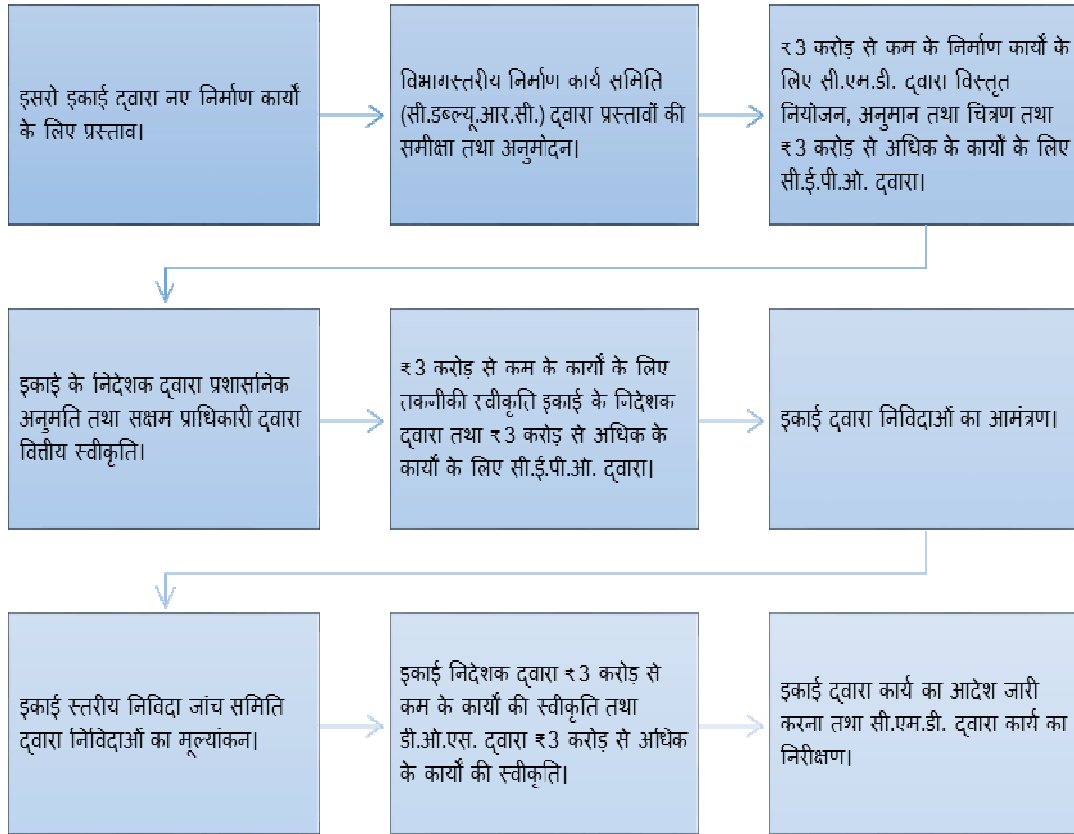 इसरो इकाई द्वारा नए निर्माण कार्यों
के लिए प्रस्ताव।
विभागस्तरीय निर्माण कार्य समिति
(सी.डब्ल्यू.आर.सी.) द्वारा प्रस्तावों की
समीक्षा तथा अनुमोदन।
₹3 करोड़ से कम के निर्माण कार्यों के
लिए सी.एम.डी. द्वारा विस्तृत
नियोजन, अनुमान तथा चित्रण तथा
₹3 करोड़ से अधिक के कार्यों के लिए
सी.ई.पी.ओ. द्वारा।
इकाई के निदेशक द्वारा प्रशासनिक
अनुमति तथा सक्षम प्राधिकारी द्वारा
वित्तीय स्वीकृति।
₹3 करोड़ से कम के कार्यों के लिए
तकनीकी स्वीकृति इकाई के निदेशक
द्वारा तथा ₹3 करोड़ से अधिक के
कार्यों के लिए सी.ई.पी.ओ. द्वारा।
इकाई द्वारा निविदाओं का आमंत्रण।
इकाई स्तरीय निविदा जांच समिति
द्वारा निविदाओं का मूल्यांकन।
इकाई निदेशक द्वारा ₹3 करोड़ से
कम के कार्यों की स्वीकृति तथा
डी.ओ.एस. द्वारा ₹3 करोड़ से अधिक
के कार्यों की स्वीकृति।
इकाई द्वारा कार्य का आदेश जारी
करना तथा सी.एम.डी. द्वारा कार्य का
निरीक्षण।